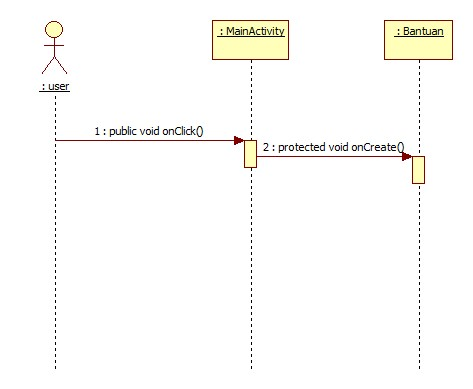 : MainActivity
: Bantuan
: user
1 : public void onClick()
2 : protected void onCreate()